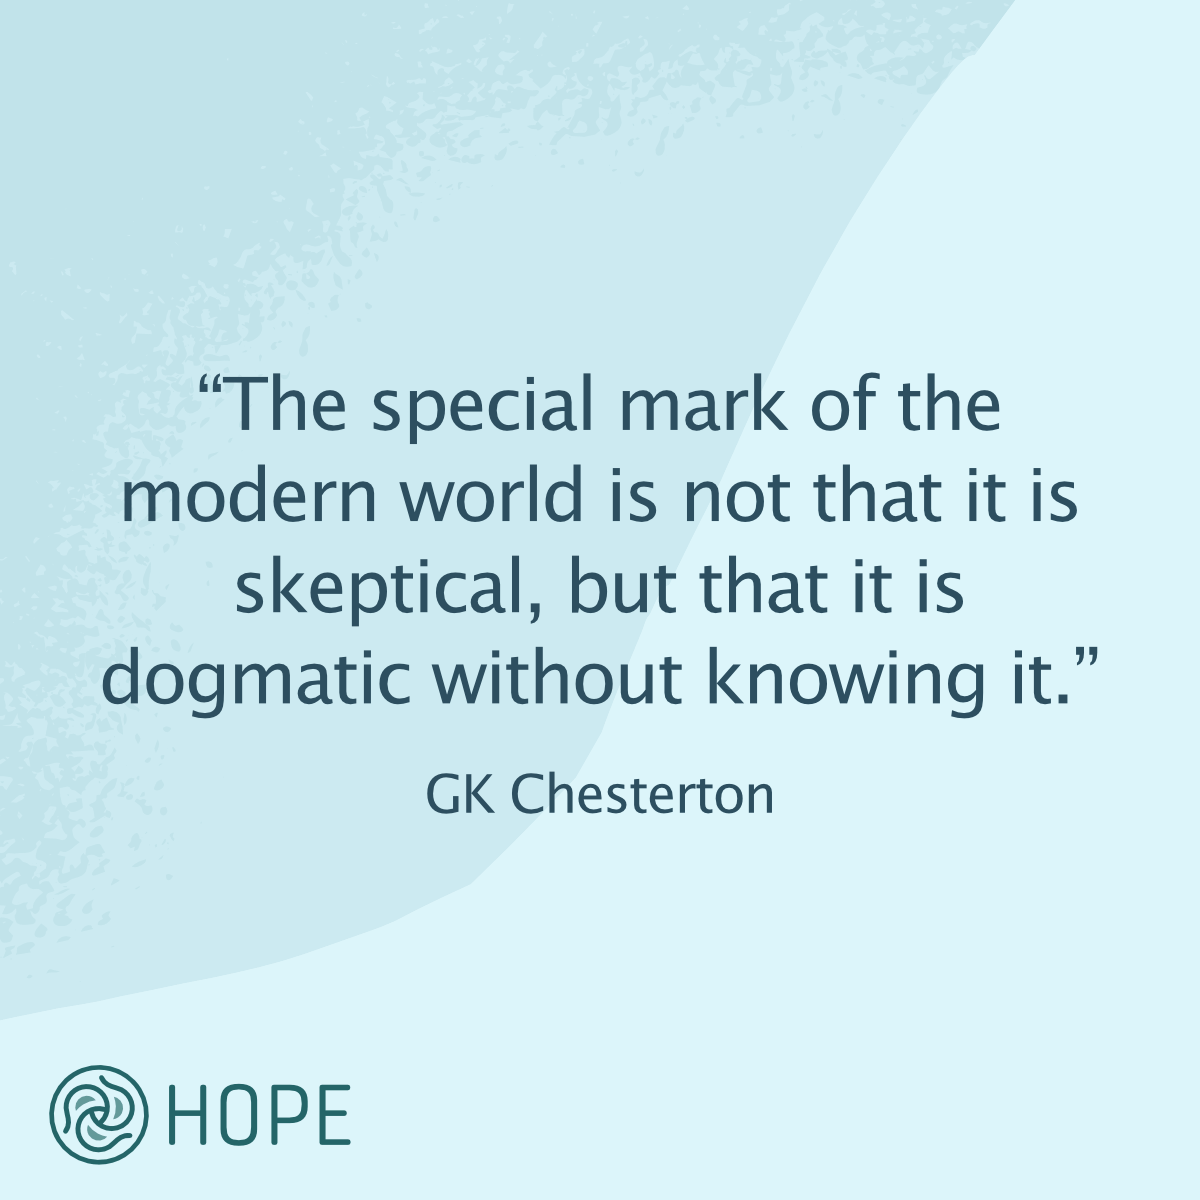 “The special mark of the
modern world is not that it is
skeptical, but that it is
dogmatic without knowing it.”
GK Chesterton
HOPE